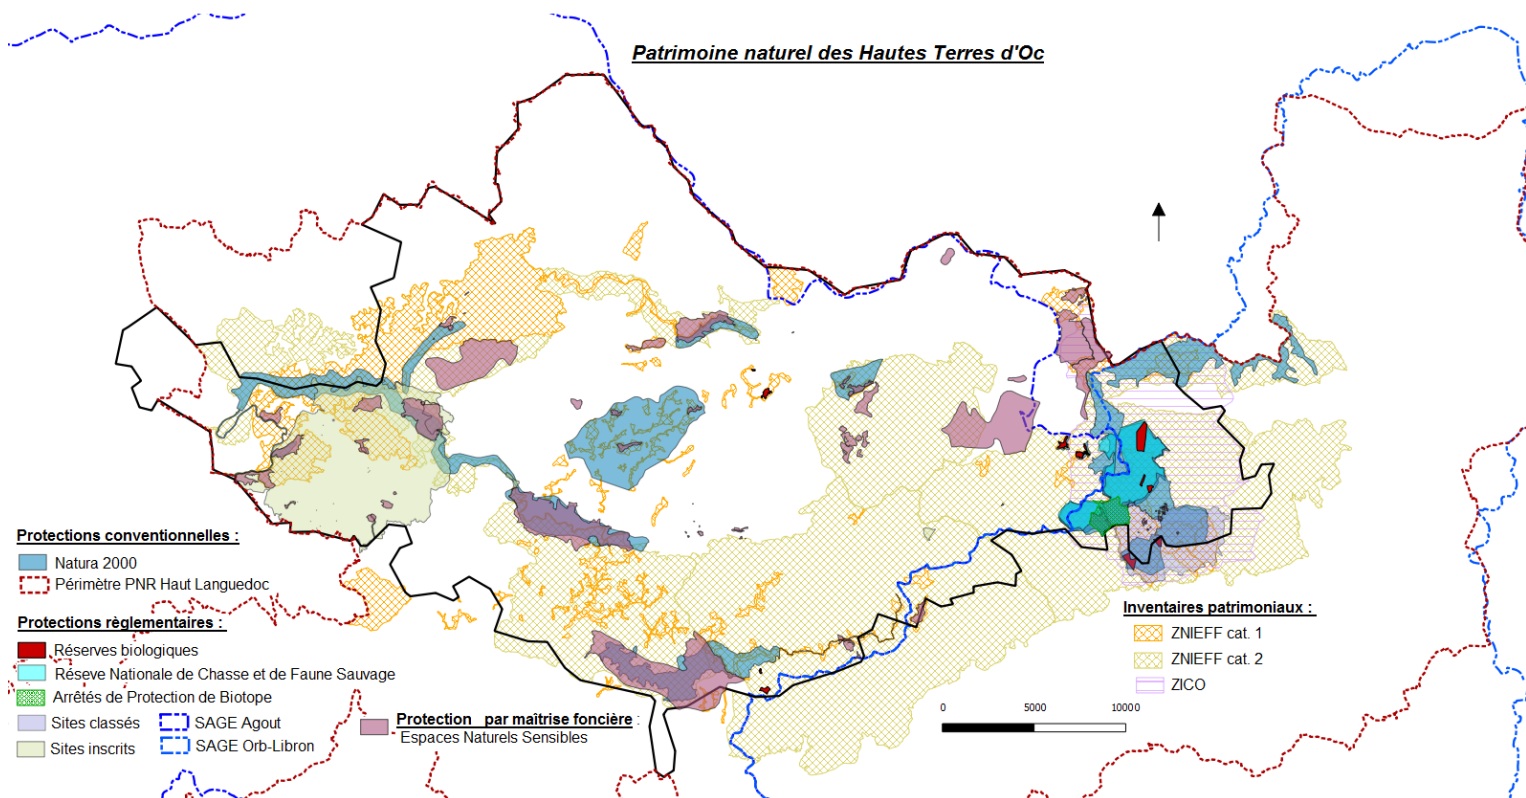 Patrimoine naturel des Hautes Terres d'Oc
Protections conventionnelles :
Natura 2000
Périmètre PNR Haut Languedoc
Protections règlementaires :
Réserves biologiques
Réseve Nationale de Chasse et de Faune Sauvage
Arrêtés de Protection de Biotope
Sites classés
SAGE Agout
Sites inscrits
SAGE Orb-Libron
Protection par maîtrise foncière :
Espaces Naturels Sensibles
Inventaires patrimoniaux :
ZNIEFF cat. 1
ZNIEFF cat. 2
ZICO
0 5000 10000